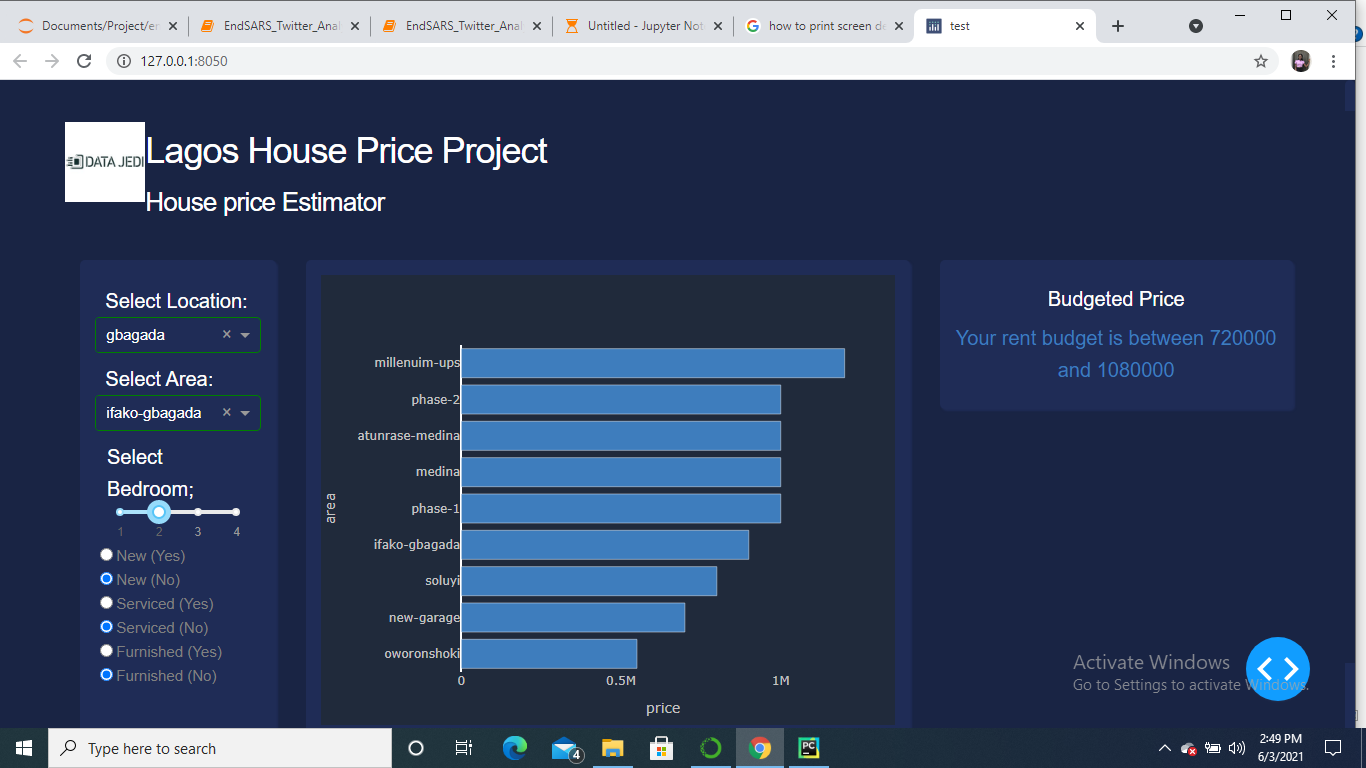 Documents/Project/en
EndSARS_Twitter_Anal
EndSARS_Twitter_Anal
Untitled - Jupyter Not
how to print screen de
test
127.0.0.1:8050
DATA JEDI
Lagos House Price Project
House price Estimator
Select Location:
gbagada
Select Area:
ifako-gbagada
Select
Bedroom;
1 2 3 4
New (Yes)
New (No)
Serviced (Yes)
Serviced (No)
Furnished (Yes)
Furnished (No)
area
millenuim-ups
phase-2
atunrase-medina
medina
phase-1
ifako-gbagada
soluyi
new-garage
oworonshoki
0 0.5M 1M
price
Budgeted Price
Your rent budget is between 720000
and 1080000
Activate Windows
Go to Settings to activate Windows.
Type here to search
4
PC
2:49 PM
6/3/2021